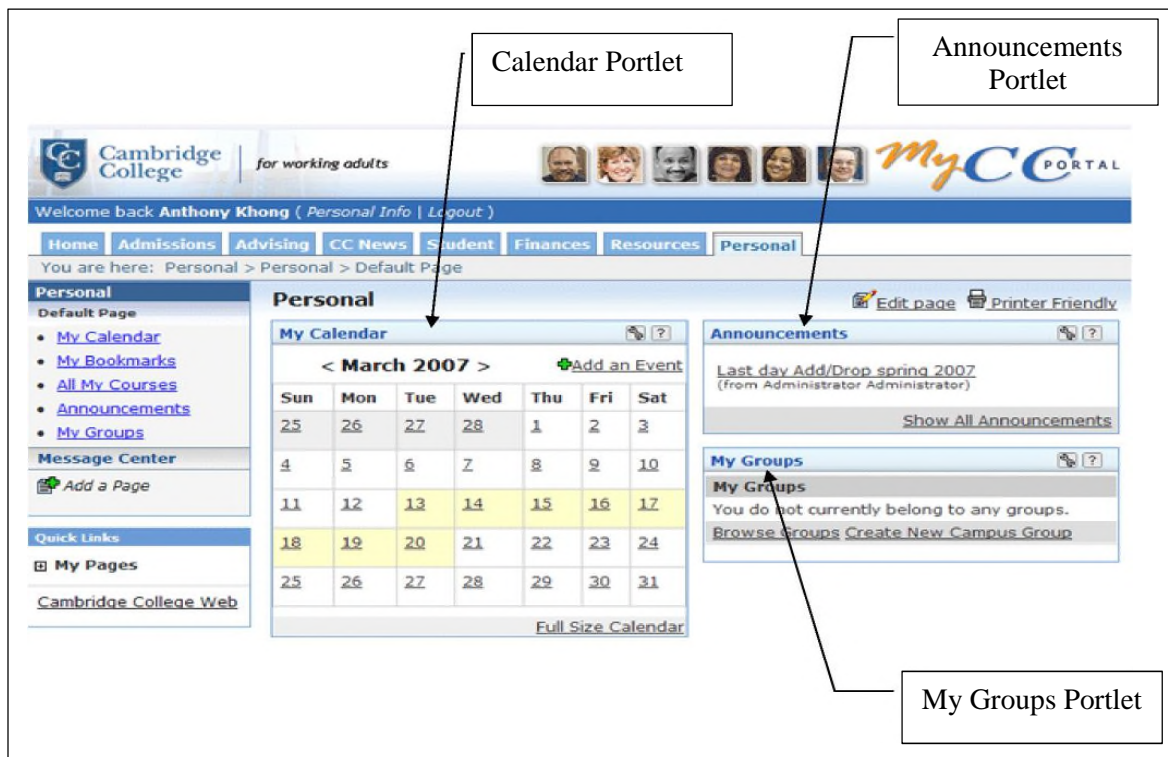 Calendar Portlet
Announcements
Portlet
CC
Cambridge
College
for working adults
MyCC PORTAL
Welcome back Anthony Khong ( Personal Info | Logout )
Home Admissions Advising CC News Student Finances Resources Personal
You are here: Personal > Personal > Default Page
Personal
Default Page
• My Calendar
• My Bookmarks
• All My Courses
• Announcements
• My Groups
Message Center
Add a Page
Quick Links
My Pages
Cambridge College Web
Personal
Edit page Printer Friendly
My Calendar ?
< March 2007 > Add an Event
Sun Mon Tue Wed Thu Fri Sat
25 26 27 28 1 2 3
4 5 6 7 8 9 10
11 12 13 14 15 16 17
18 19 20 21 22 23 24
25 26 27 28 29 30 31
Full Size Calendar
Announcements ?
Last day Add/Drop spring 2007
(from Administrator Administrator)
Show All Announcements
My Groups ?
My Groups
You do not currently belong to any groups.
Browse Groups Create New Campus Group
My Groups Portlet